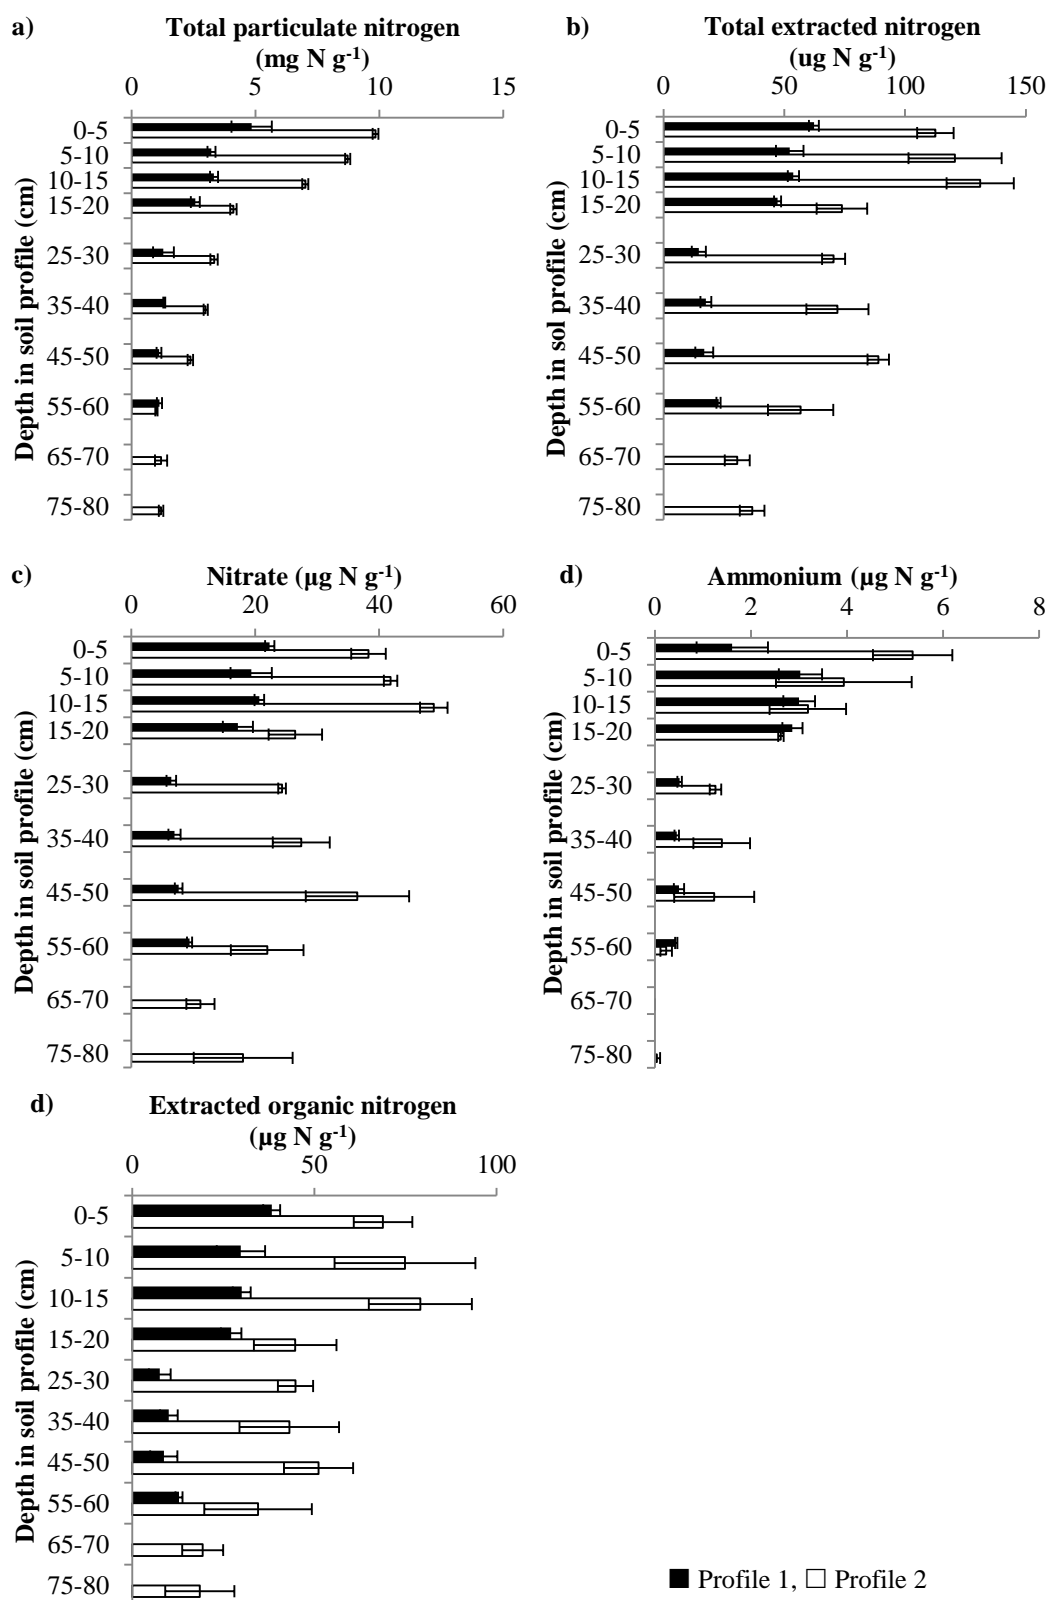 a)
Total particulate nitrogen
(mg N g-1)
0 5 10 15
Depth in soil profile (cm)
0-5
5-10
10-15
15-20
25-30
35-40
45-50
55-60
65-70
75-80
b)
Total extracted nitrogen
(ug N g-1)
0 50 100 150
Depth in sol profile (cm)
0-5
5-10
10-15
15-20
25-30
35-40
45-50
55-60
65-70
75-80
c)
Nitrate (µg N g-1)
0 20 40 60
Depth in soil profile (cm)
0-5
5-10
10-15
15-20
25-30
35-40
45-50
55-60
65-70
75-80
d)
Ammonium (µg N g-1)
0 2 4 6 8
Depth in soil profile (cm)
0-5
5-10
10-15
15-20
25-30
35-40
45-50
55-60
65-70
75-80
d)
Extracted organic nitrogen
(µg N g-1)
0 50 100
Depth in soil profile (cm)
0-5
5-10
10-15
15-20
25-30
35-40
45-50
55-60
65-70
75-80
Profile 1, Profile 2